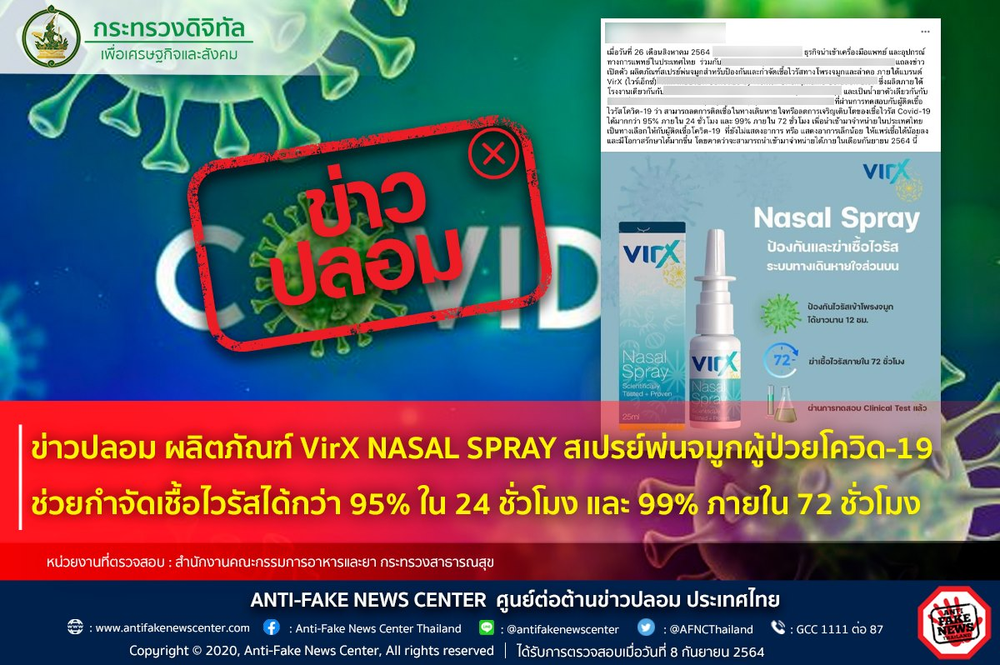 กระทรวงดิจิทัล
เพื่อเศรษฐกิจและสังคม
เมื่อวันที่ 26 เดือนสิงหาคม 2564 ธุรกิจนำเข้าเครื่องมือแพทย์ และอุปกรณ์
ทางการแพทย์ในประเทศไทย ร่วมกับ แถลงข่าว
เปิดตัว ผลิตภัณฑ์สเปรย์พ่นจมูกสำหรับป้องกันและกำจัดเชื้อไวรัสทางโพรงจมูกและลำคอ ภายใต้แบรนด์
VirX (ไวร์เอ็กซ์) ซึ่งผลิตภายใต้
โรงงานเดียวกันกับ และเป็นน้ำยาตัวเดียวกันกับ
ที่ผ่านการทดสอบกับผู้ติดเชื้อ
ไวรัสโควิด-19 ว่า สามารถลดการติดเชื้อในทางเดินหายใจหรือลดการเจริญเติบโตของเชื้อไวรัส Covid-19
ได้มากกว่า 95% ภายใน 24 ชั่วโมง และ 99% ภายใน 72 ชั่วโมง เพื่อนำเข้ามาจำหน่ายในประเทศไทย
เป็นทางเลือกให้กับผู้ติดเชื้อโควิด-19 ที่ยังไม่แสดงอาการ หรือ แสดงอาการเล็กน้อย ให้แพร่เชื้อได้น้อยลง
และมีโอกาสรักษาได้มากขึ้น โดยคาดว่าจะสามารถนำเข้ามาจำหน่ายได้ภายในเดือนกันยายน 2564 นี้
ข่าว
ปลอม
COVID
VirX
Nasal Spray
ป้องกันและฆ่าเชื้อไวรัส
ระบบทางเดินหายใจส่วนบน
ป้องกันไวรัสเข้าโพรงจมูก
ได้ยาวนาน 12 ชม.
72
ฆ่าเชื้อไวรัสภายใน 72 ชั่วโมง
ผ่านการทดสอบ Clinical Test แล้ว
VirX
Nasal
Spray
Scientifically
Tested + Proven
25ml
VirX
Nasal
Spray
Scientifically
Tested + Proven
ข่าวปลอม ผลิตภัณฑ์ VirX NASAL SPRAY สเปรย์พ่นจมูกผู้ป่วยโควิด-19
ช่วยกำจัดเชื้อไวรัสได้กว่า 95% ใน 24 ชั่วโมง และ 99% ภายใน 72 ชั่วโมง
หน่วยงานที่ตรวจสอบ : สำนักงานคณะกรรมการอาหารและยา กระทรวงสาธารณสุข
ANTI-FAKE NEWS CENTER ศูนย์ต่อต้านข่าวปลอม ประเทศไทย
: www.antifakenewscenter.com : Anti-Fake News Center Thailand : @antifakenewscenter : @AFNCThailand : GCC 1111 ต่อ 87
Copyright © 2020, Anti-Fake News Center, All rights reserved | ได้รับการตรวจสอบเมื่อวันที่ 8 กันยายน 2564
ANTI
FAKE
NEWS
THAILAND